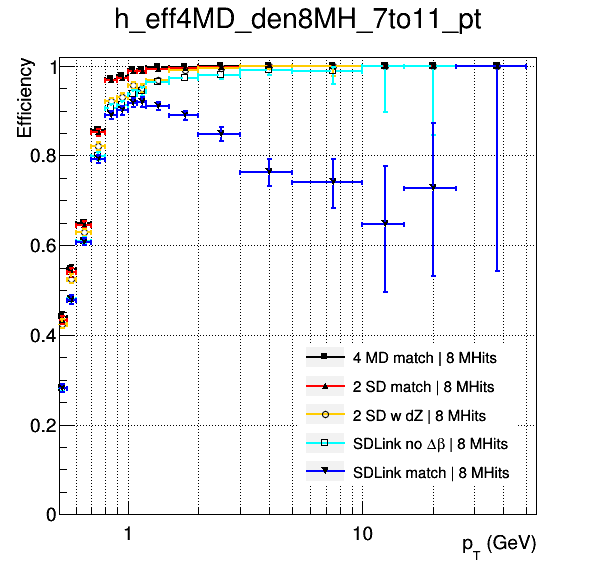 h_eff4MD_den8MH_7to11_pt
Efficiency
1
0.8
0.6
0.4
0.2
0
4 MD match | 8 MHits
2 SD match | 8 MHits
2 SD w dZ | 8 MHits
SDLink no Δβ | 8 MHits
SDLink match | 8 MHits
1 10
p_T (GeV)